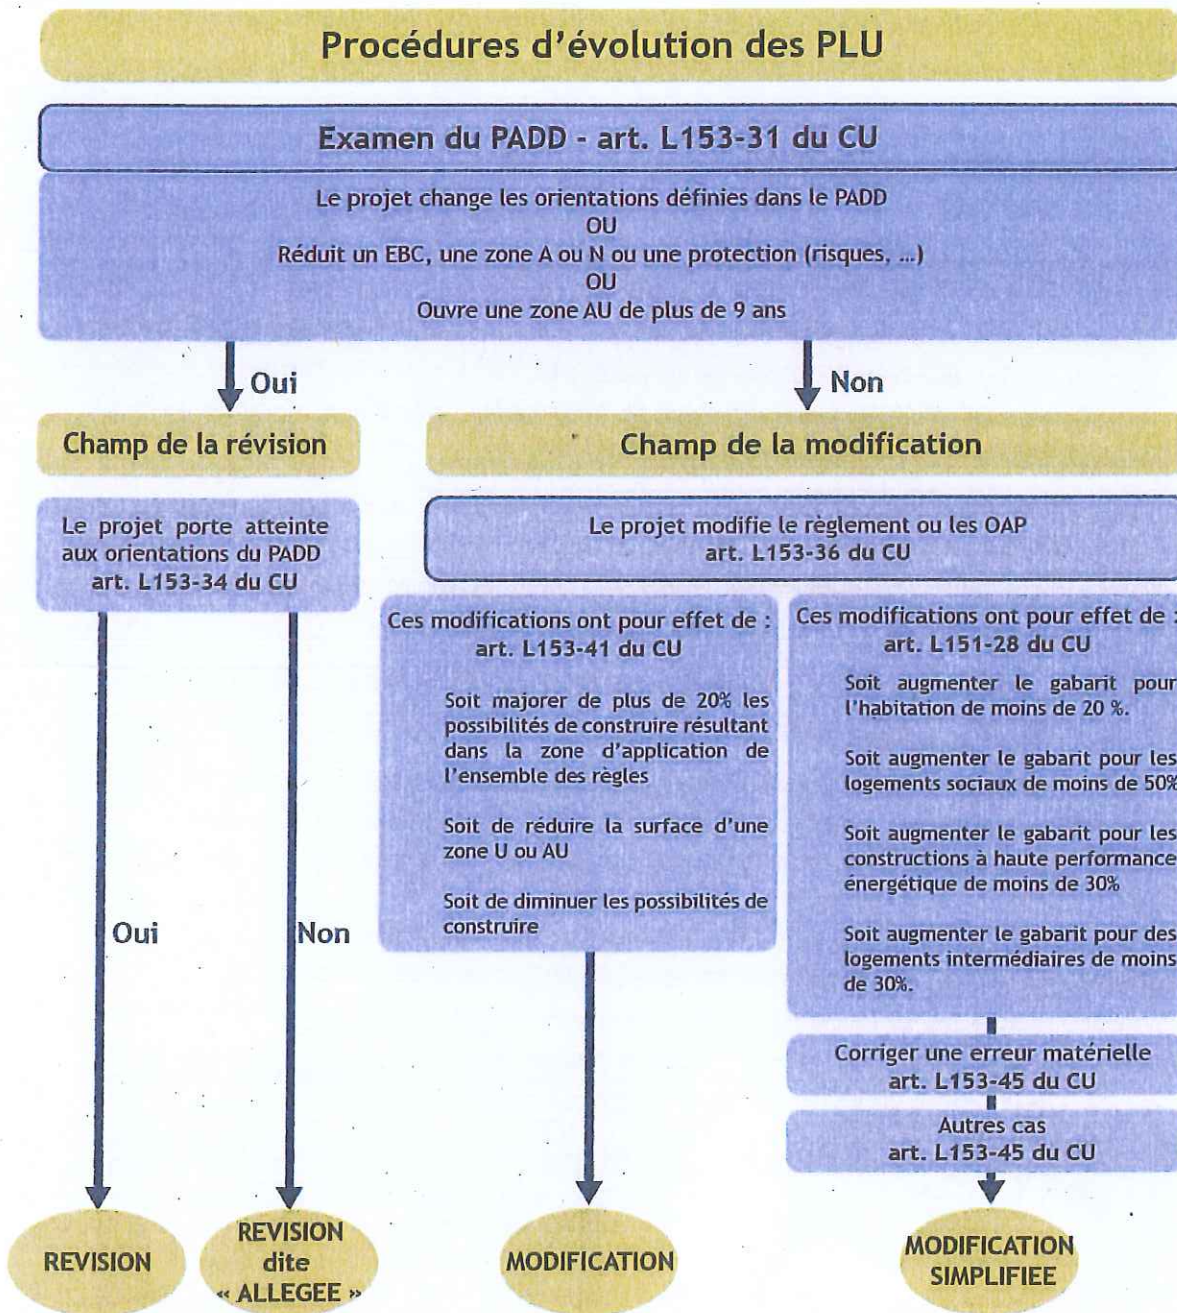 Procédures d'évolution des PLU
Examen du PADD - art. L153-31 du CU
Le projet change les orientations définies dans le PADD
OU
Réduit un EBC, une zone A ou N ou une protection (risques, ...)
OU
Ouvre une zone AU de plus de 9 ans
Oui
Non
Champ de la révision
Le projet porte atteinte
aux orientations du PADD
art. L153-34 du CU
Oui
Non
REVISION
REVISION
dite
« ALLEGEE »
Champ de la modification
Le projet modifie le règlement ou les OAP
art. L153-36 du CU
Ces modifications ont pour effet de :
art. L153-41 du CU
Soit majorer de plus de 20% les
possibilités de construire résultant
dans la zone d'application de
l'ensemble des règles
Soit de réduire la surface d'une
zone U ou AU
Soit de diminuer les possibilités de
construire
MODIFICATION
Ces modifications ont pour effet de :
art. L151-28 du CU
Soit augmenter le gabarit pour
l'habitation de moins de 20 %.
Soit augmenter le gabarit pour les
logements sociaux de moins de 50%
Soit augmenter le gabarit pour les
constructions à haute performance
énergétique de moins de 30%
Soit augmenter le gabarit pour des
logements intermédiaires de moins
de 30%.
Corriger une erreur matérielle
art. L153-45 du CU
Autres cas
art. L153-45 du CU
MODIFICATION
SIMPLIFIEE